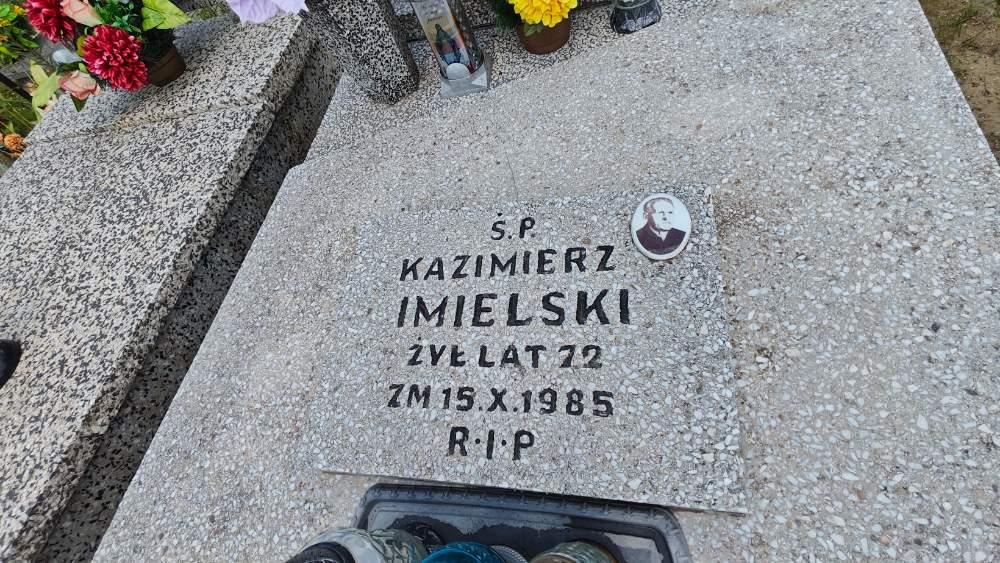 Ś.P.
KAZIMIERZ
IMIELSKI
ŻYŁ LAT 72
ZM 15.X.1985
R·I·P